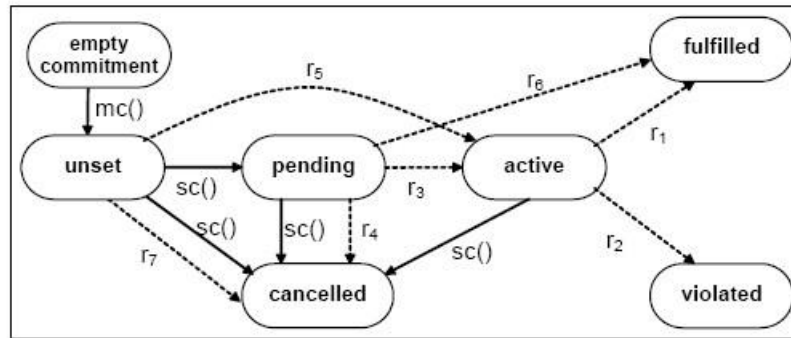 empty
commitment
fulfilled
r5
r6
mc()
r1
unset
pending
active
sc()
r3
sc()
sc()
r4
sc()
r2
r7
cancelled
violated